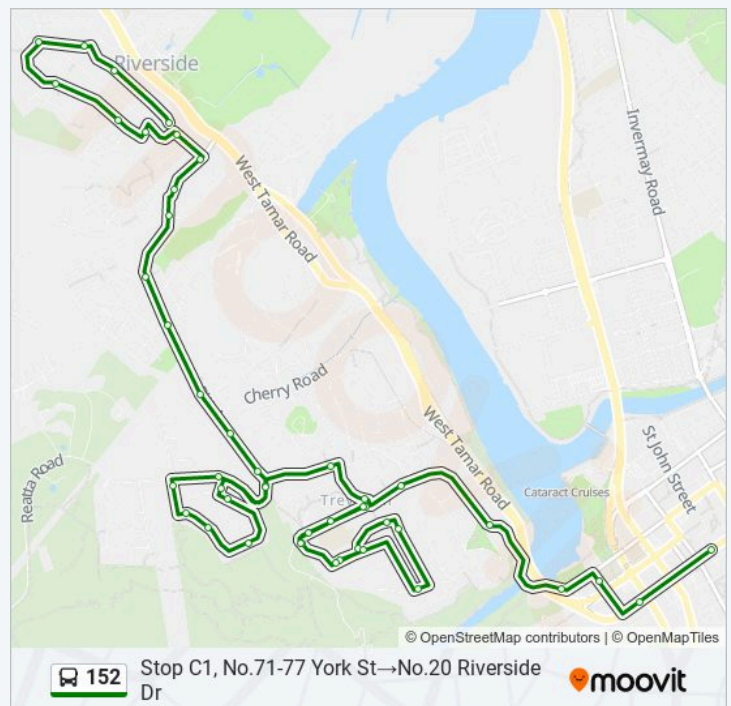 Riverside
West Tamar Road
Invermay Road
Cherry Road
West Tamar Road
St John Street
Reatta Road
Cataract Cruises
© OpenStreetMap contributors | © OpenMapTiles
152
Stop C1, No.71-77 York St→No.20 Riverside
Dr
moovit